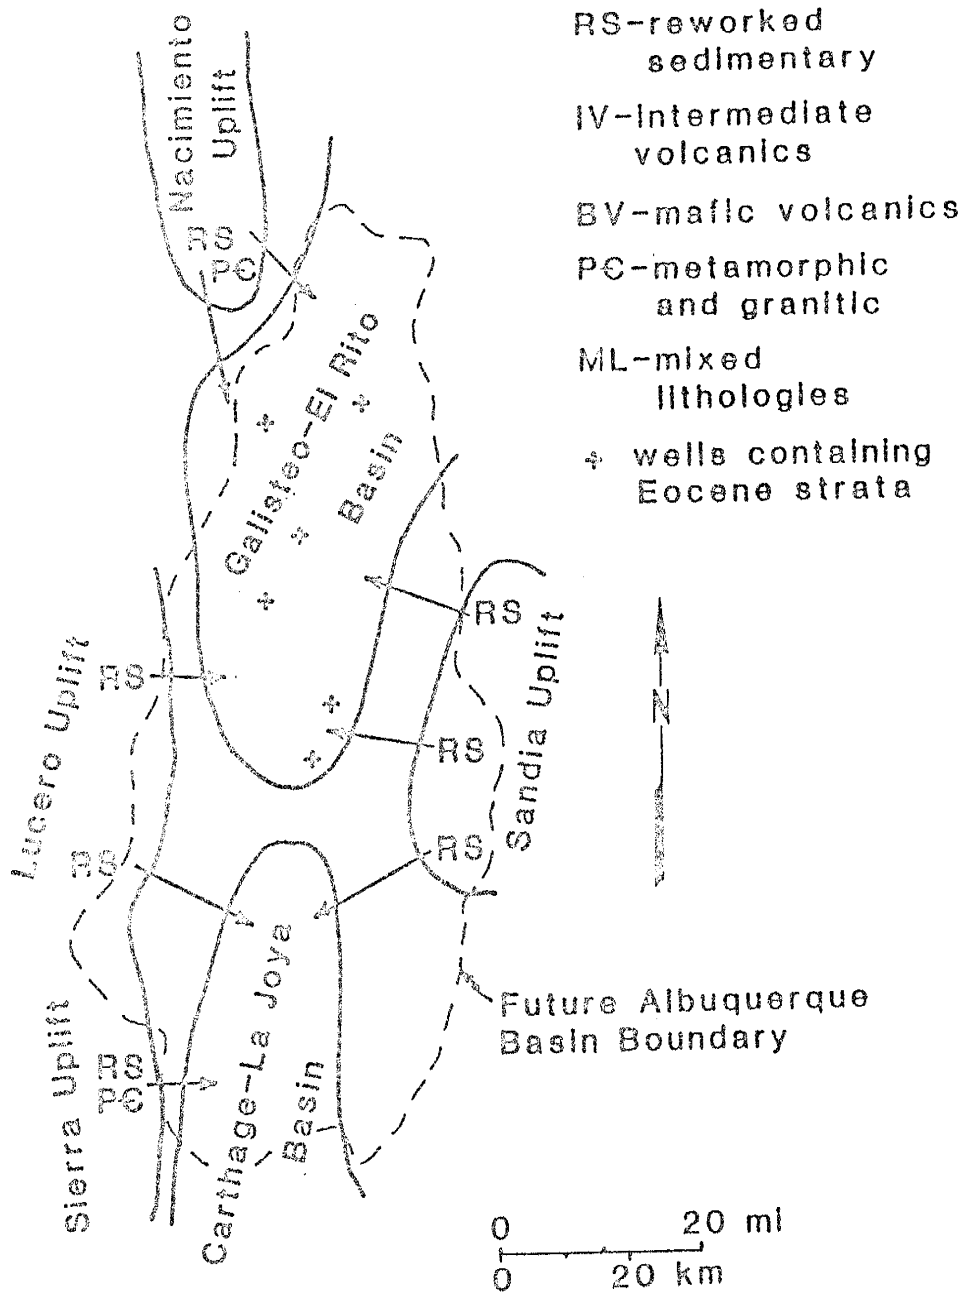 RS-reworked
sedimentary
IV-Intermediate
volcanics
BV-mafic volcanics
P€-metamorphic
and granitic
ML-mixed
lithologies
+ wells containing
Eocene strata
Nacimiento
Uplift
RS
P€
Galisteo-El Rito
Basin
RS
Sandia Uplift
RS
Lucero Uplift
RS
RS
RS
N
Future Albuquerque
Basin Boundary
Sierra Uplift
RS
P€
Carthage-La Joya
Basin
0 20 mi
0 20 km